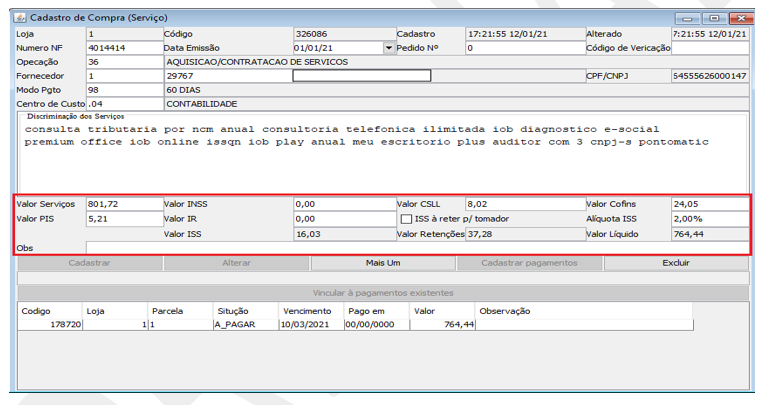 Cadastro de Compra (Serviço)
Loja 1 Código 326086 Cadastro 17:21:55 12/01/21 Alterado 7:21:55 12/01/21
Numero NF 4014414 Data Emissão 01/01/21 Pedido Nº 0 Código de Vericação
Opecação 36 AQUISICAO/CONTRATACAO DE SERVICOS
Fornecedor 1 29767 CPF/CNPJ 54555626000147
Modo Pgto 98 60 DIAS
Centro de Custo .04 CONTABILIDADE
Discriminação dos Serviços
consulta tributaria por ncm anual consultoria telefonica ilimitada iob diagnostico e-social
premium office iob online issqn iob play anual meu escritorio plus auditor com 3 cnpj-s pontomatic
Valor Serviços 801,72 Valor INSS 0,00 Valor CSLL 8,02 Valor Cofins 24,05
Valor PIS 5,21 Valor IR 0,00 ISS à reter p/ tomador Alíquota ISS 2,00%
Valor ISS 16,03 Valor Retenções 37,28 Valor Líquido 764,44
Obs
Cadastrar Alterar Mais Um Cadastrar pagamentos Excluir
Vincular à pagamentos existentes
Codigo Loja Parcela Situção Vencimento Pago em Valor Observação
178720 1 1 A_PAGAR 10/03/2021 00/00/0000 764,44